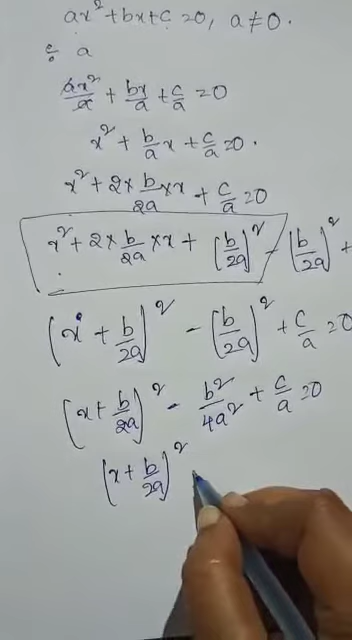 ax² + bx + c = 0, a ≠ 0.
÷ a
ax²/a + bx/a + c/a = 0
x² + b/a x + c/a = 0.
x² + 2 × b/2a × x + c/a = 0
x² + 2 × b/2a × x + (b/2a)² - (b/2a)² +
(x + b/2a)² - (b/2a)² + c/a = 0
(x + b/2a)² - b²/4a² + c/a = 0
(x + b/2a)²